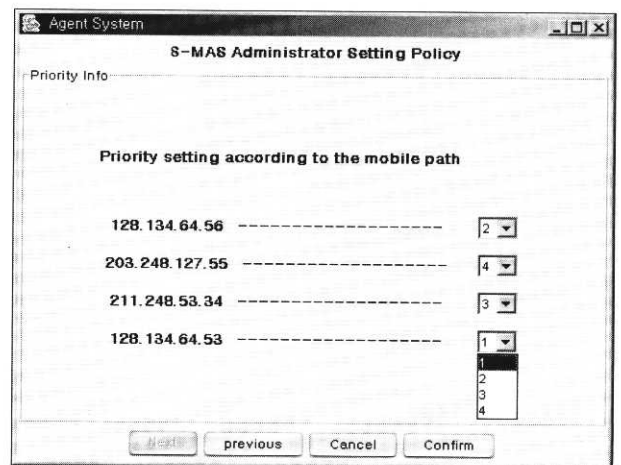 Agent System
S-MAS Administrator Setting Policy
Priority Info
Priority setting according to the mobile path
128.134.64.56 ---------------------- 2
203.248.127.55 ---------------------- 4
211.248.53.34 ---------------------- 3
128.134.64.53 ---------------------- 1
1
2
3
4
Next previous Cancel Confirm